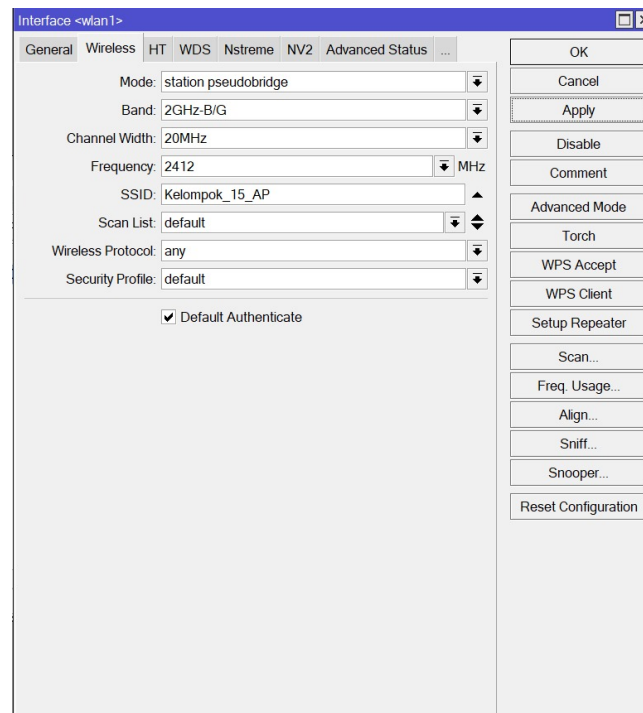 Interface <wlan1>
General Wireless HT WDS Nstreme NV2 Advanced Status ...
Mode: station pseudobridge
Band: 2GHz-B/G
Channel Width: 20MHz
Frequency: 2412 MHz
SSID: Kelompok_15_AP
Scan List: default
Wireless Protocol: any
Security Profile: default
Default Authenticate
OK
Cancel
Apply
Disable
Comment
Advanced Mode
Torch
WPS Accept
WPS Client
Setup Repeater
Scan...
Freq. Usage...
Align...
Sniff...
Snooper...
Reset Configuration